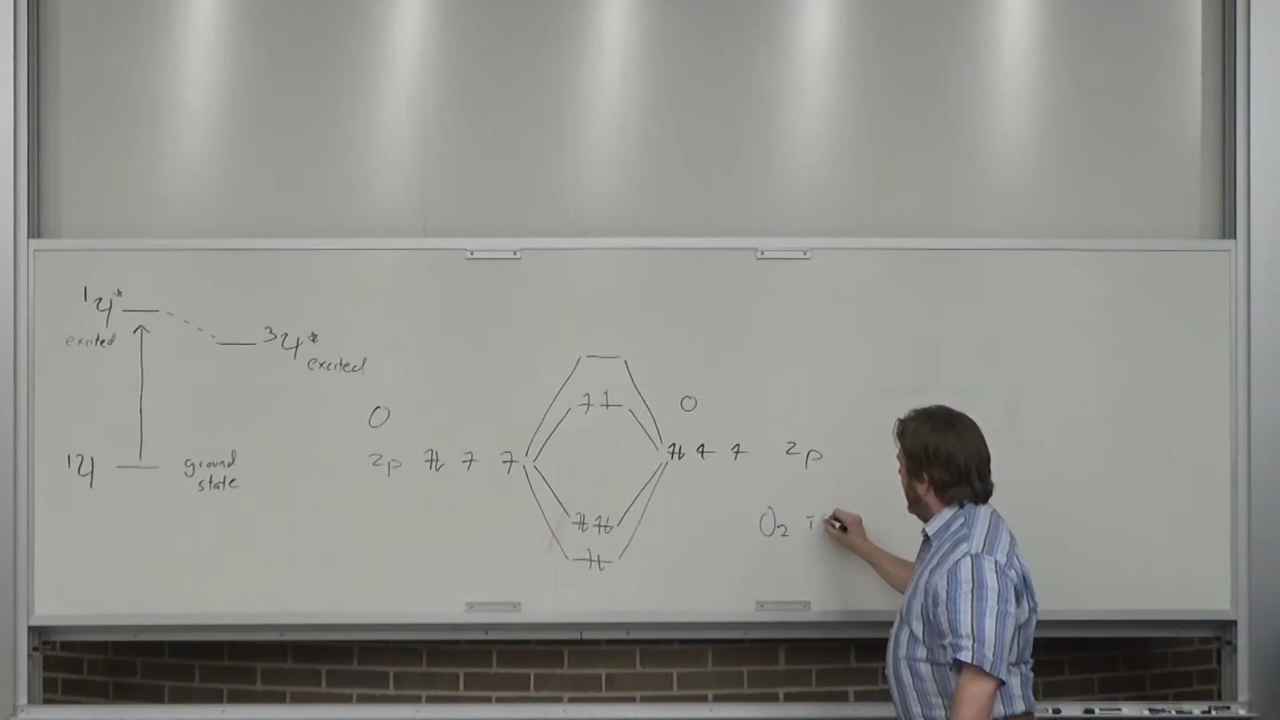 ¹Ψ*
excited
³Ψ*
excited
¹Ψ
ground
state
O
2p
O
2p
O₂